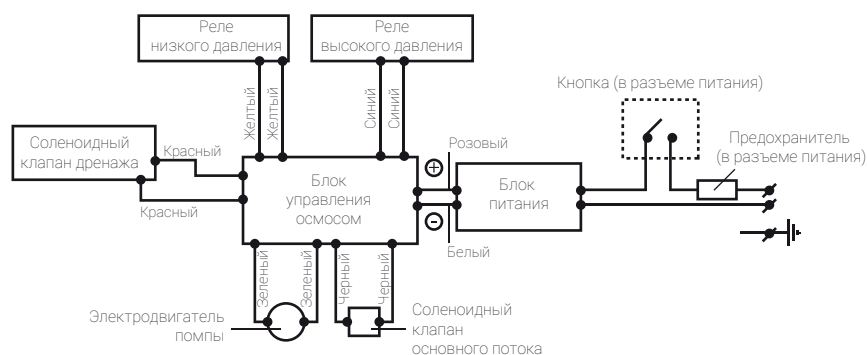 Реле
низкого давления
Реле
высокого давления
Кнопка (в разъеме питания)
Желтый
Желтый
Синий
Синий
Соленоидный
клапан дренажа
Красный
Розовый
Предохранитель
(в разъеме питания)
Блок
управления
осмосом
+
Блок
питания
Красный
-
Белый
Зеленый
Зеленый
Черный
Черный
Электродвигатель
помпы
Соленоидный
клапан
основного потока